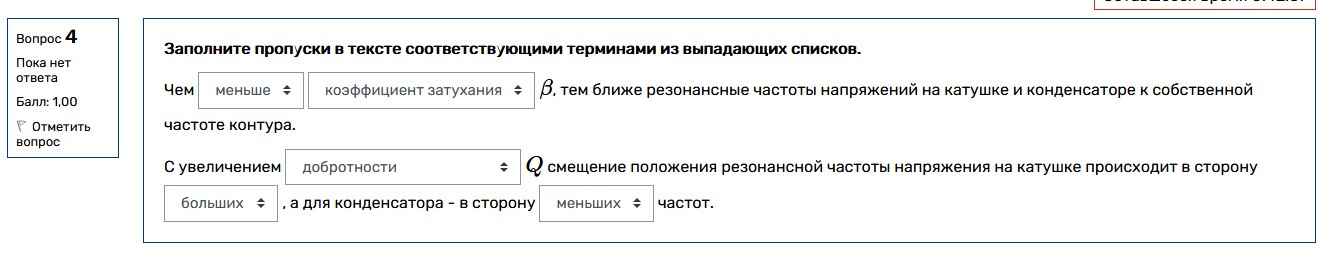 Вопрос 4
Пока нет
ответа
Балл: 1,00
Отметить
вопрос
Заполните пропуски в тексте соответствующими терминами из выпадающих списков.
Чем меньше коэффициент затухания β, тем ближе резонансные частоты напряжений на катушке и конденсаторе к собственной
частоте контура.
С увеличением добротности Q смещение положения резонансной частоты напряжения на катушке происходит в сторону
больших , а для конденсатора - в сторону меньших частот.